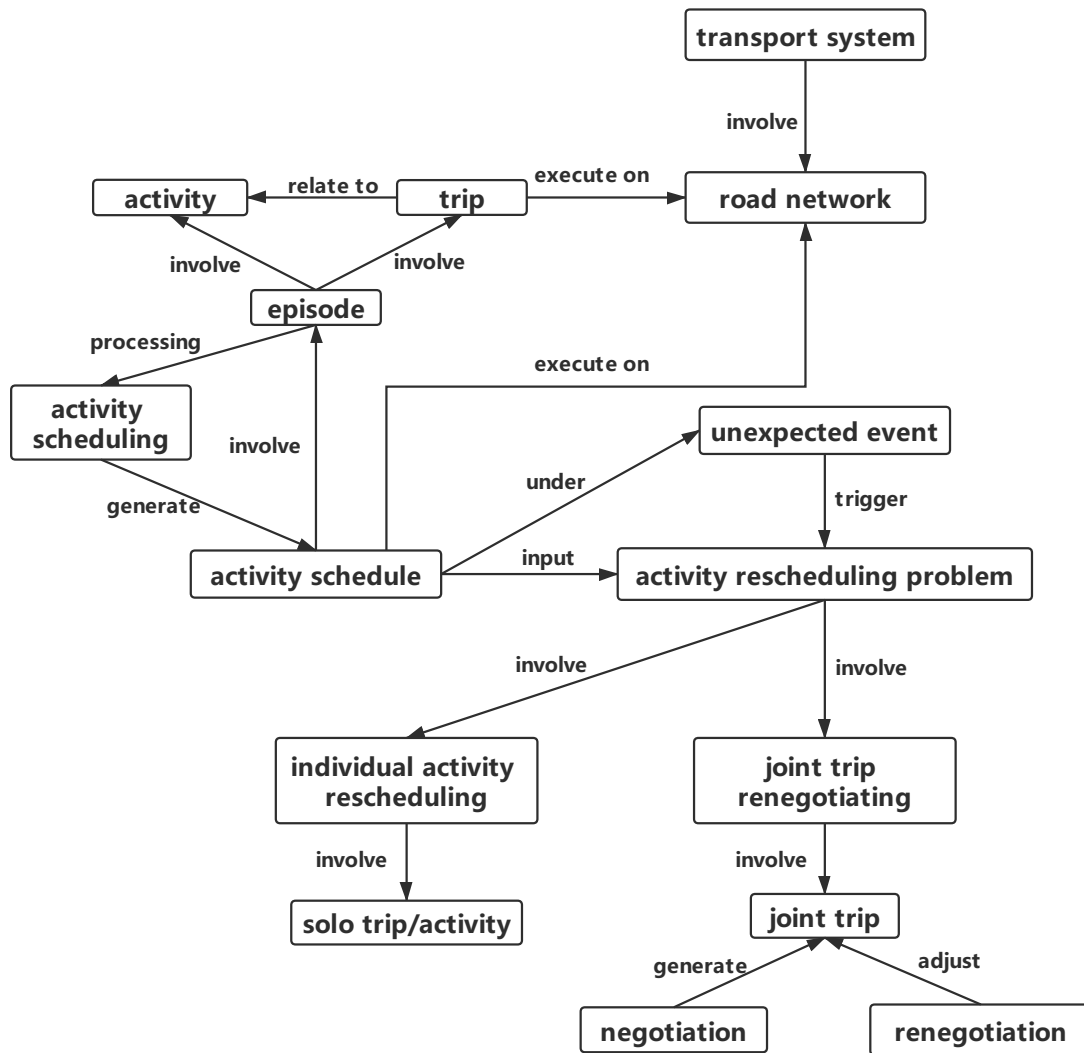 transport system
involve
activity
relate to
trip
execute on
road network
involve
involve
episode
processing
execute on
activity
scheduling
involve
unexpected event
under
generate
trigger
activity schedule
input
activity rescheduling problem
involve
involve
individual activity
rescheduling
joint trip
renegotiating
involve
involve
solo trip/activity
joint trip
generate
adjust
negotiation
renegotiation